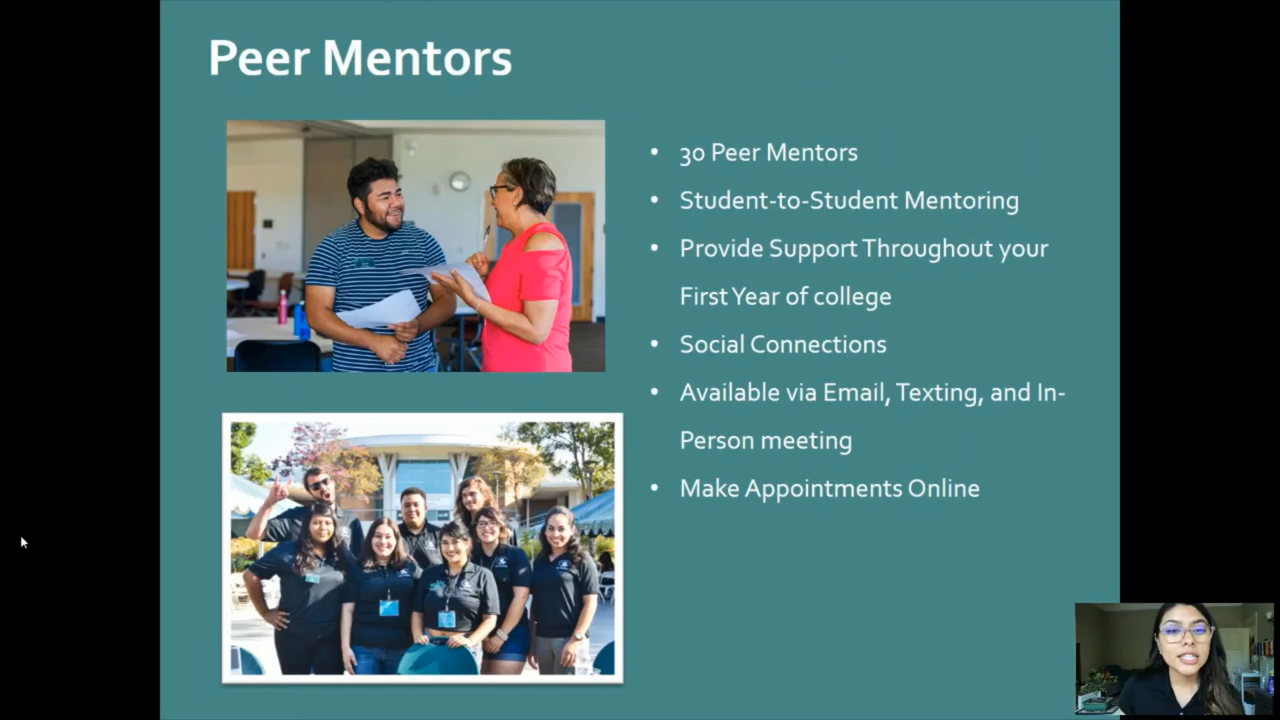 Peer Mentors
• 30 Peer Mentors
• Student-to-Student Mentoring
• Provide Support Throughout your
First Year of college
• Social Connections
• Available via Email, Texting, and In-
Person meeting
• Make Appointments Online